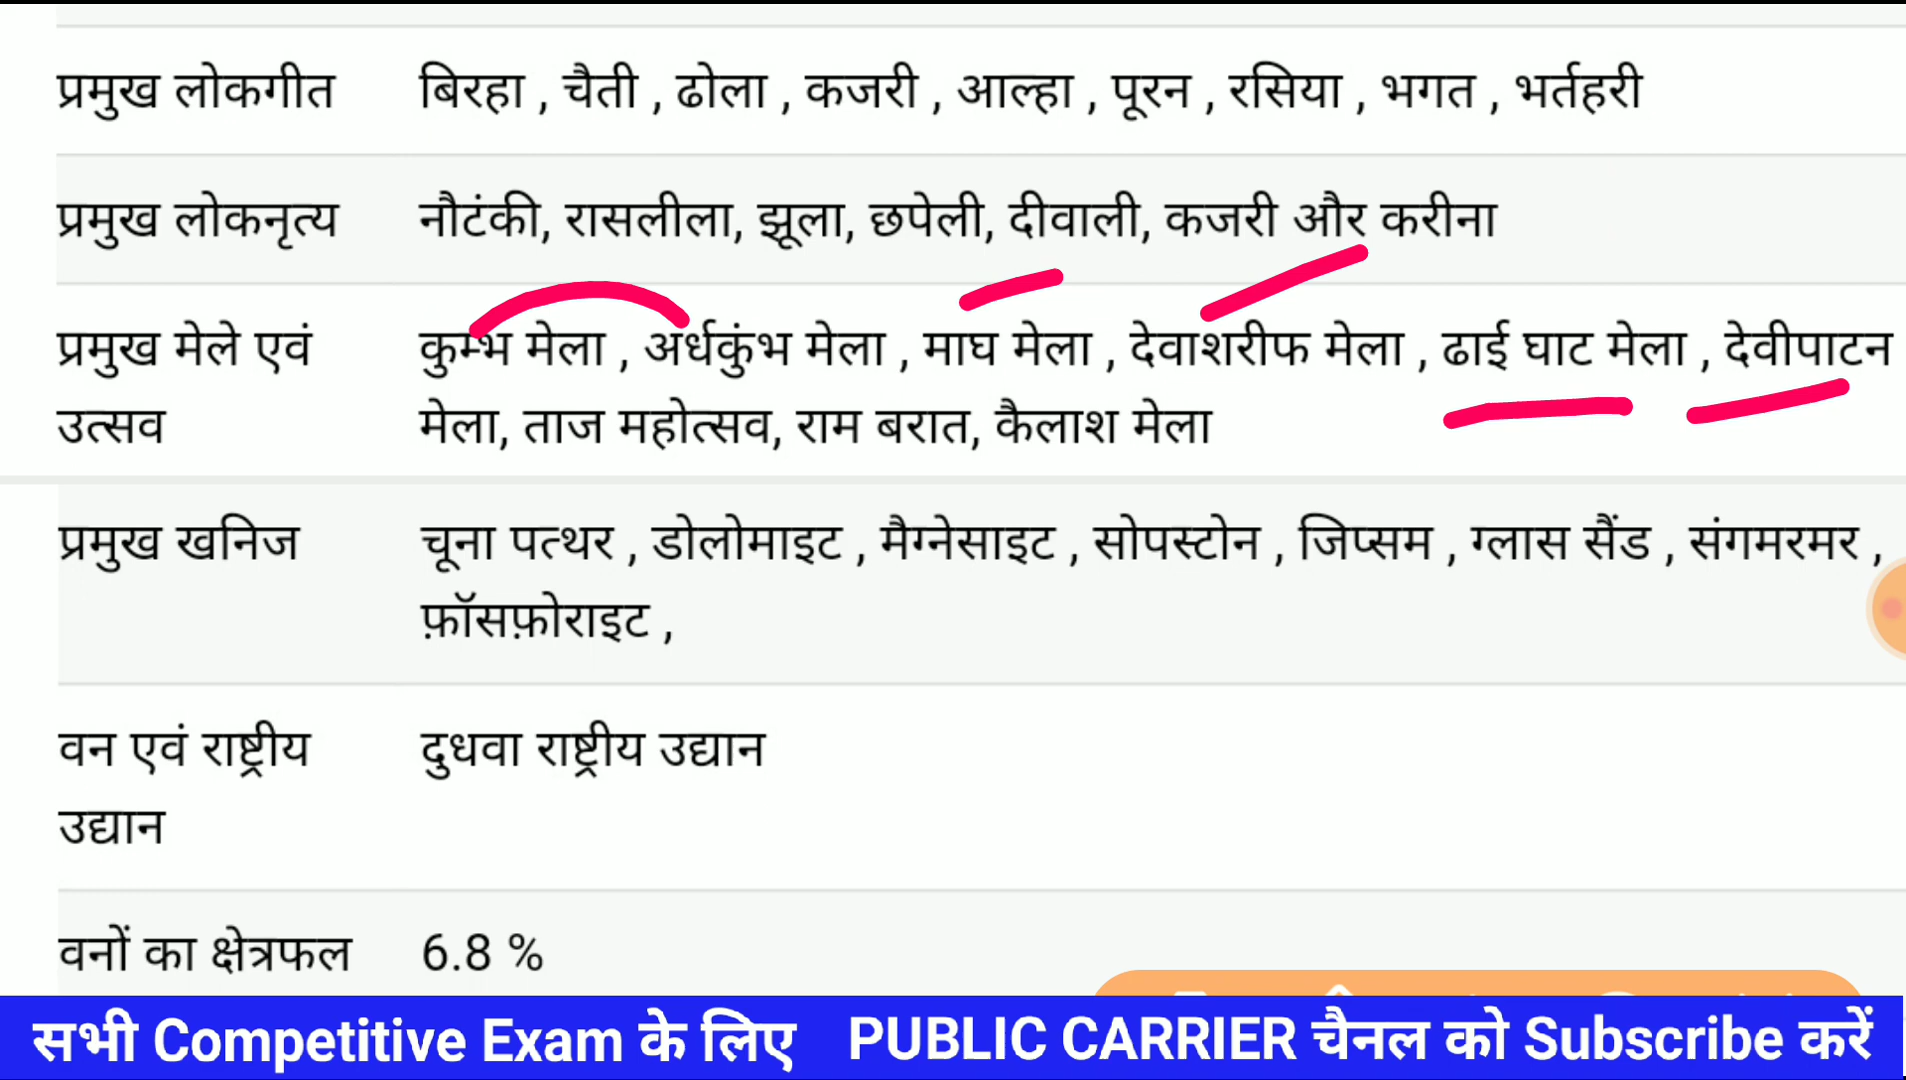 प्रमुख लोकगीत बिरहा , चैती , ढोला , कजरी , आल्हा , पूरन , रसिया , भगत , भर्तहरी
प्रमुख लोकनृत्य नौटंकी, रासलीला, झूला, छपेली, दीवाली, कजरी और करीना
प्रमुख मेले एवं कुम्भ मेला , अर्धकुंभ मेला , माघ मेला , देवाशरीफ मेला , ढाई घाट मेला , देवीपाटन
उत्सव मेला, ताज महोत्सव, राम बरात, कैलाश मेला
प्रमुख खनिज चूना पत्थर , डोलोमाइट , मैग्नेसाइट , सोपस्टोन , जिप्सम , ग्लास सैंड , संगमरमर ,
फ़ॉसफ़ोराइट ,
वन एवं राष्ट्रीय दुधवा राष्ट्रीय उद्यान
उद्यान
वनों का क्षेत्रफल 6.8 %
सभी Competitive Exam के लिए PUBLIC CARRIER चैनल को Subscribe करें